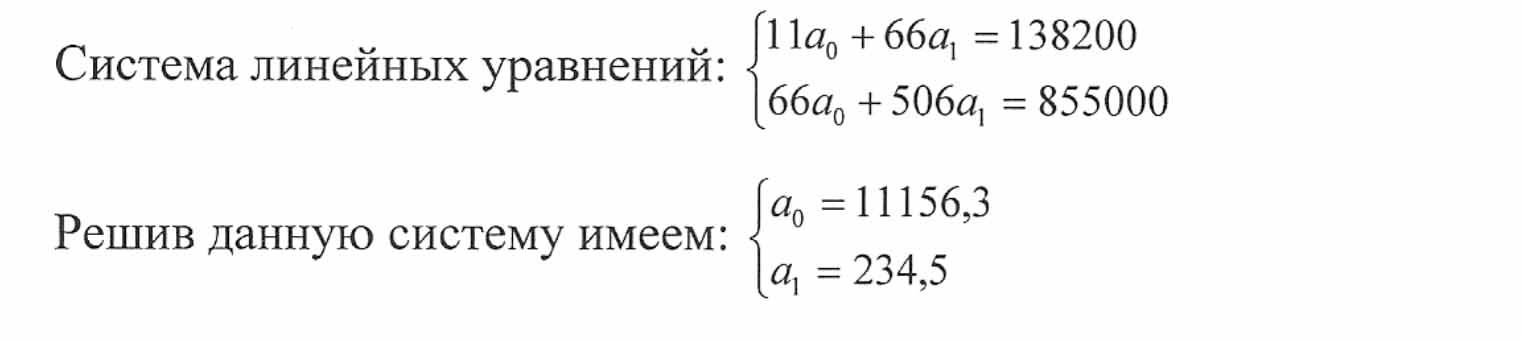 Система линейных уравнений: {11a₀ + 66a₁ = 138200
66a₀ + 506a₁ = 855000
Решив данную систему имеем: {a₀ = 11156,3
a₁ = 234,5